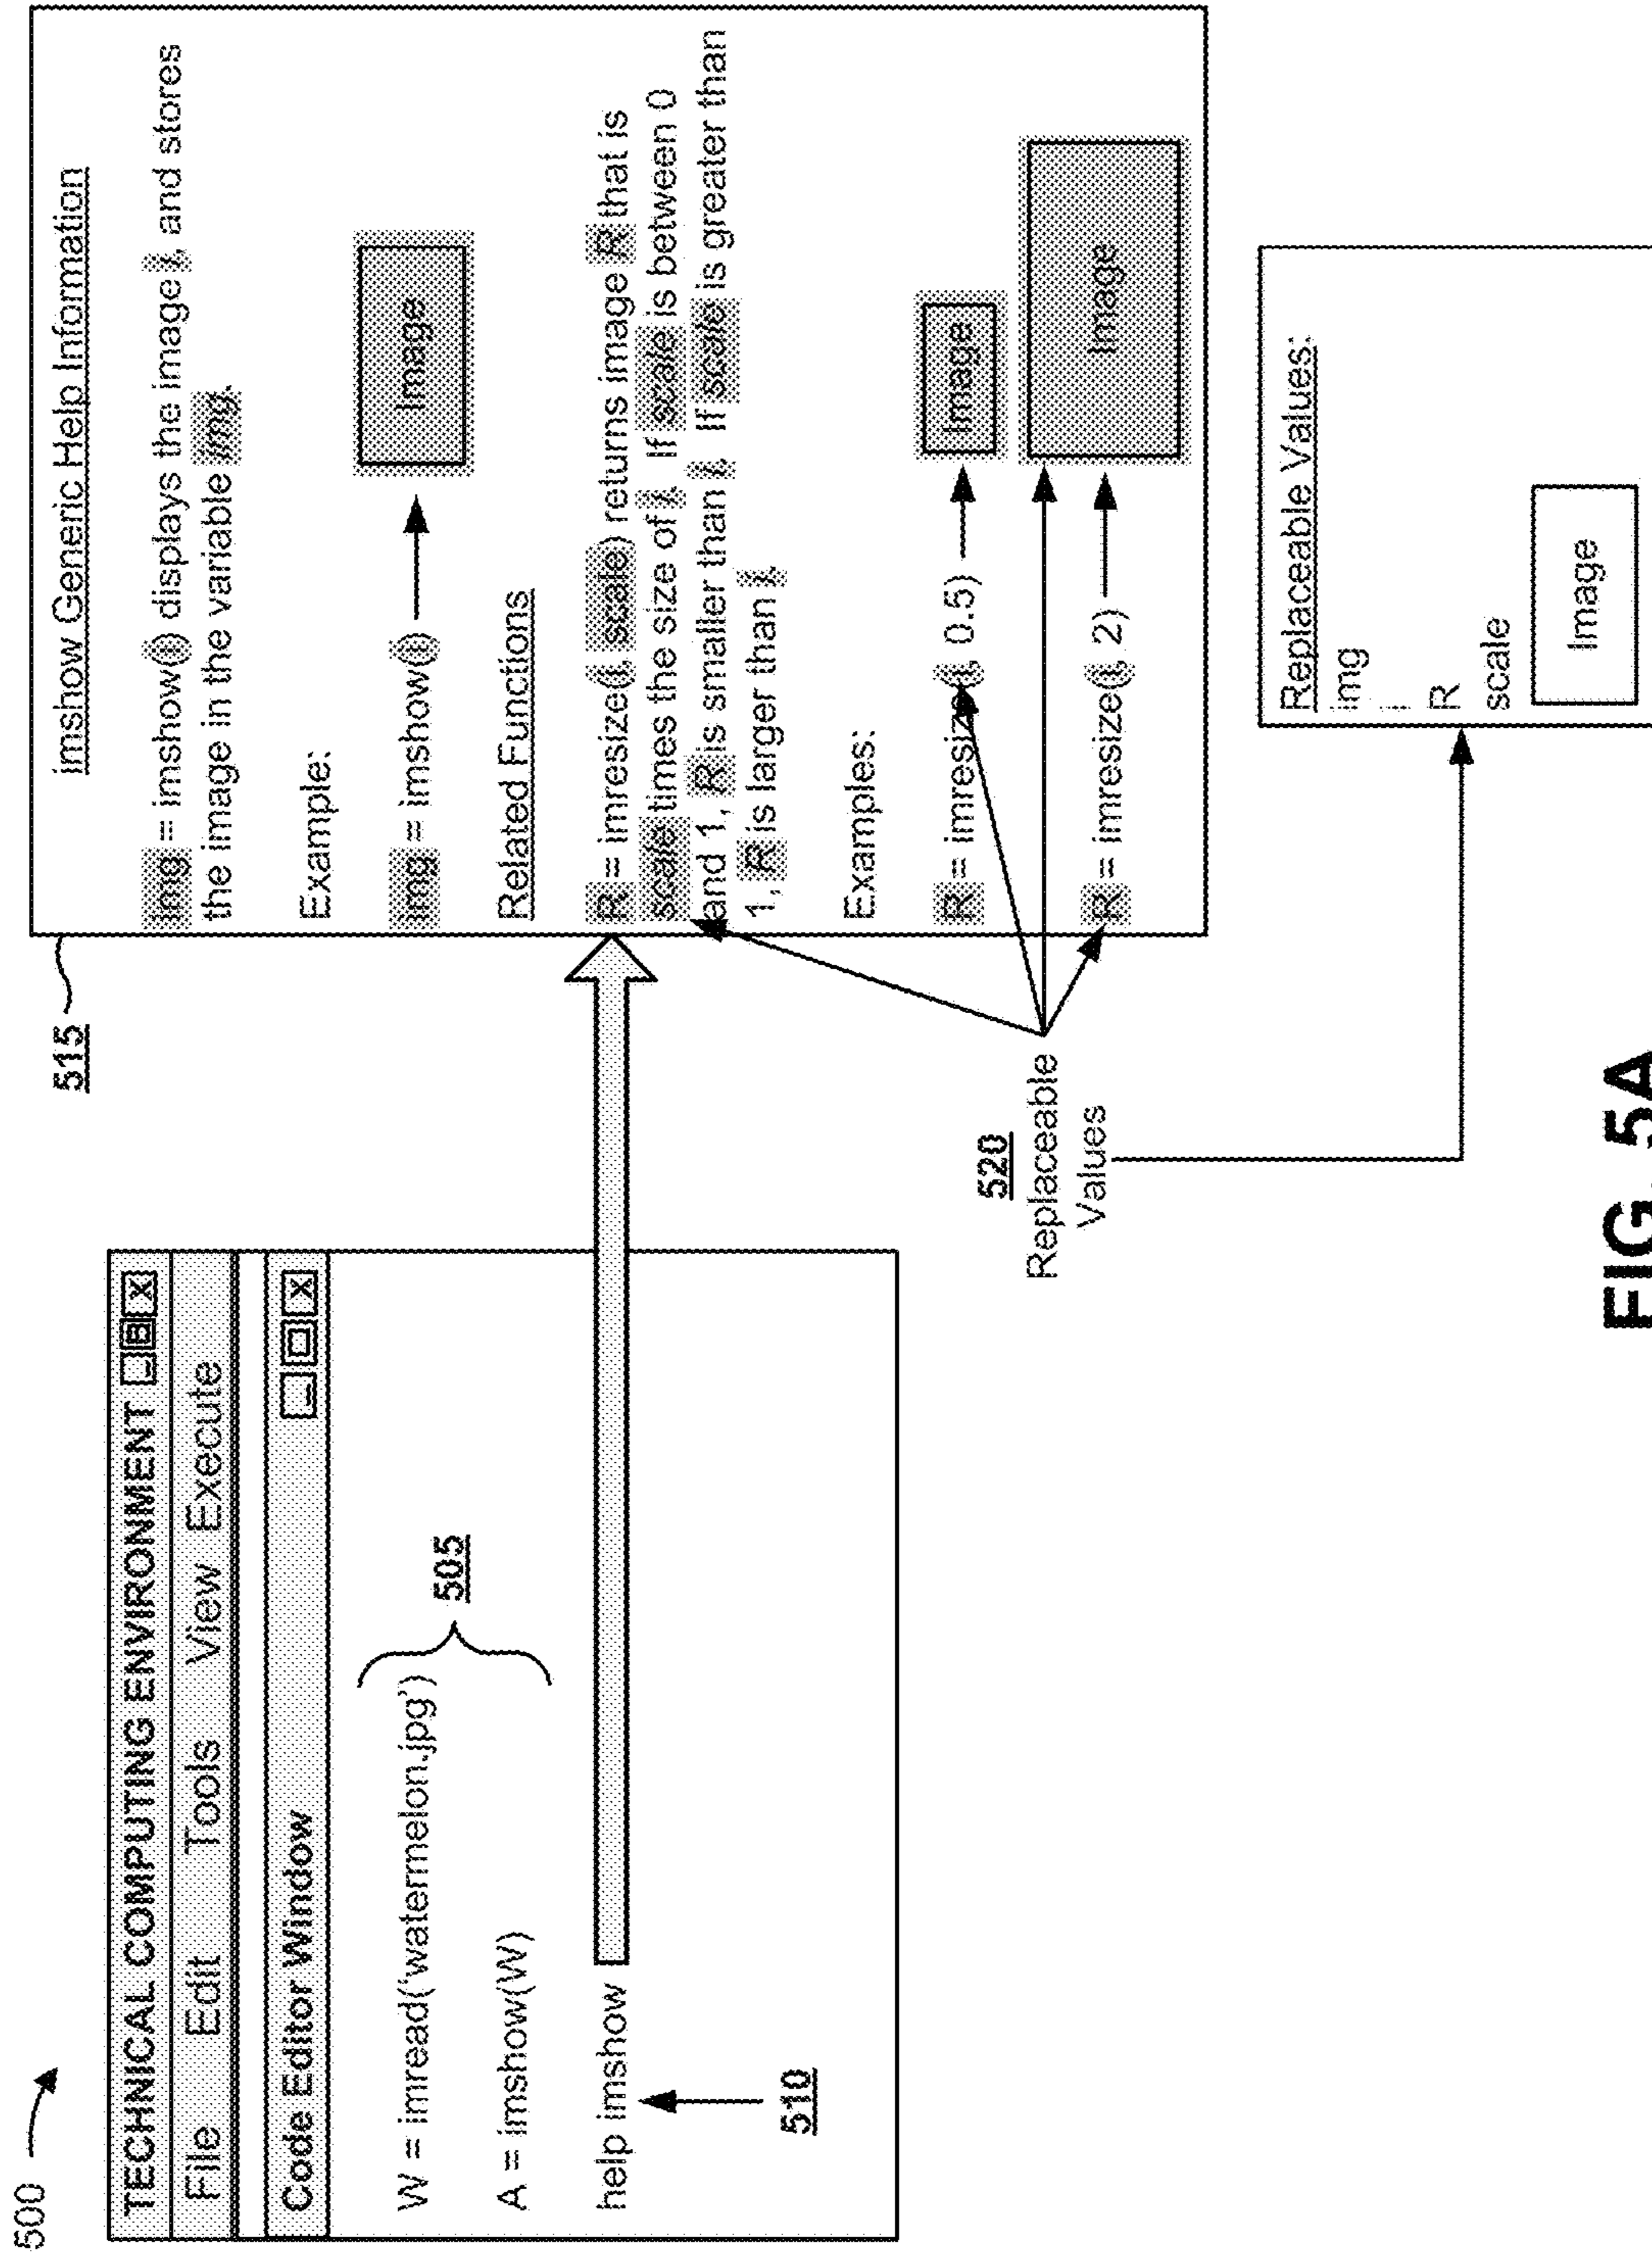 500
TECHNICAL COMPUTING ENVIRONMENT
File Edit Tools View Execute
Code Editor Window
W = imread('watermelon.jpg')
505
A = imshow(W)
help imshow
510
515
imshow Generic Help Information
img = imshow(i) displays the image i, and stores
the image in the variable img.
Example:
img = imshow(i)
Image
Related Functions
R = imresize(i, scale) returns image R that is
scale times the size of i. If scale is between 0
and 1, R is smaller than i. If scale is greater than
1, R is larger than i.
Examples:
R = imresize(i, 0.5)
Image
R = imresize(i, 2)
Image
520
Replaceable
Values
Replaceable Values:
img
i
R
scale
Image
FIG. 5A